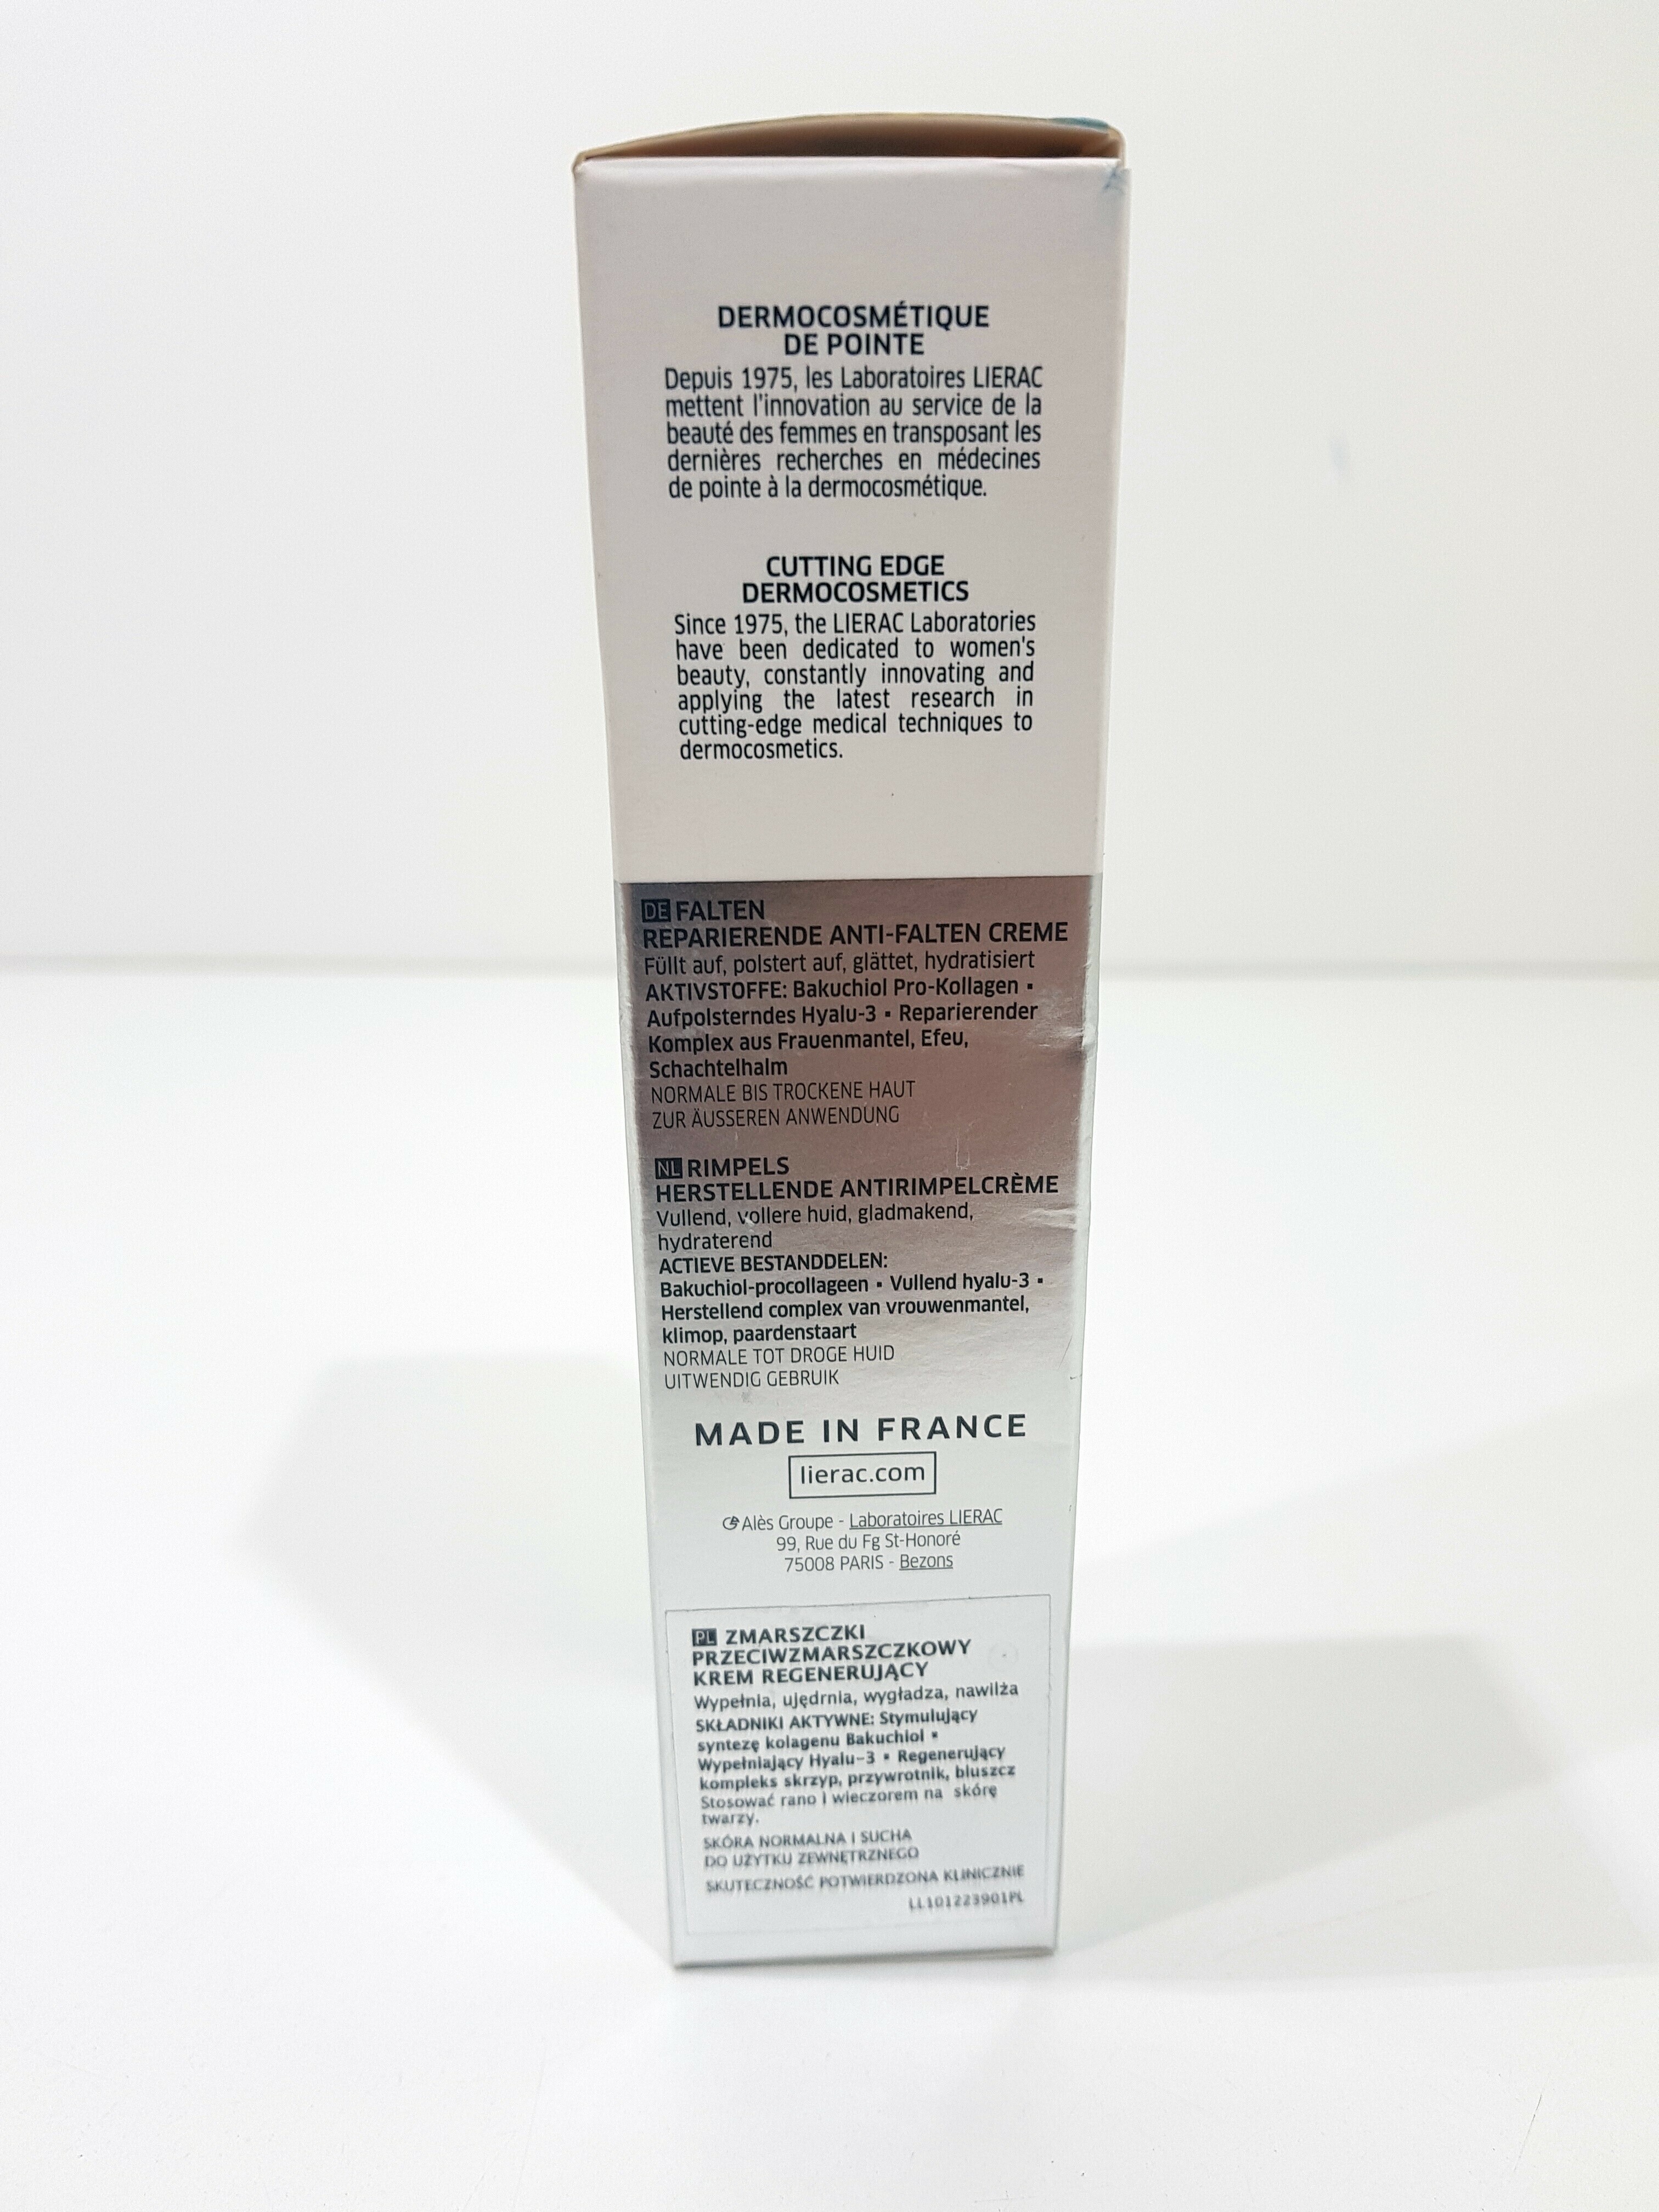 DERMOCOSMÉTIQUE
DE POINTE
Depuis 1975, les Laboratoires LIERAC
mettent l'innovation au service de la
beauté des femmes en transposant les
dernières recherches en médecines
de pointe à la dermocosmétique.
CUTTING EDGE
DERMOCOSMETICS
Since 1975, the LIERAC Laboratories
have been dedicated to women's
beauty, constantly innovating and
applying the latest research in
cutting-edge medical techniques to
dermocosmetics.
DE FALTEN
REPARIERENDE ANTI-FALTEN CREME
Füllt auf, polstert auf, glättet, hydratisiert
AKTIVSTOFFE: Bakuchiol Pro-Kollagen ▪
Aufpolsterndes Hyalu-3 ▪ Reparierender
Komplex aus Frauenmantel, Efeu,
Schachtelhalm
NORMALE BIS TROCKENE HAUT
ZUR ÄUSSEREN ANWENDUNG
NL RIMPELS
HERSTELLENDE ANTIRIMPELCRÈME
Vullend, vollere huid, gladmakend,
hydraterend
ACTIEVE BESTANDDELEN:
Bakuchiol-procollageen ▪ Vullend hyalu-3 ▪
Herstellend complex van vrouwenmantel,
klimop, paardenstaart
NORMALE TOT DROGE HUID
UITWENDIG GEBRUIK
MADE IN FRANCE
lierac.com
Alès Groupe - Laboratoires LIERAC
99, Rue du Fg St-Honoré
75008 PARIS - Bezons
PL ZMARSZCZKI
PRZECIWZMARSZCZKOWY
KREM REGENERUJĄCY
Wypełnia, ujędrnia, wygładza, nawilża
SKŁADNIKI AKTYWNE: Stymulujący
syntezę kolagenu Bakuchiol ▪
Wypełniający Hyalu-3 ▪ Regenerujący
kompleks skrzyp, przywrotnik, bluszcz
Stosować rano i wieczorem na skórę
twarzy.
SKÓRA NORMALNA I SUCHA
DO UŻYTKU ZEWNĘTRZNEGO
SKUTECZNOŚĆ POTWIERDZONA KLINICZNIE
LL101223901PL